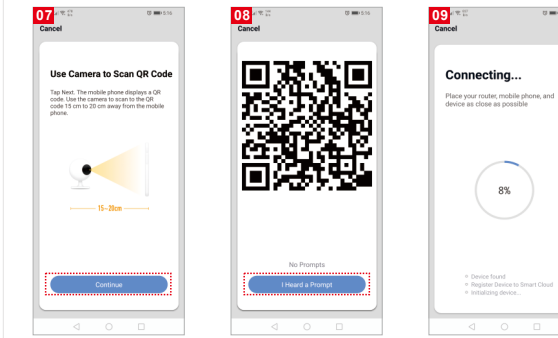 07
Cancel
Use Camera to Scan QR Code
Tap Next. The mobile phone displays a QR
code. Use the camera to scan to the QR
code 15 cm to 20 cm away from the mobile
phone.
15–20cm
Continue
08
8:16
Cancel
No Prompts
I Heard a Prompt
09
Cancel
Connecting...
Place your router, mobile phone, and
device as close as possible
8%
Device found
Register Device to Smart Cloud
Initializing device...